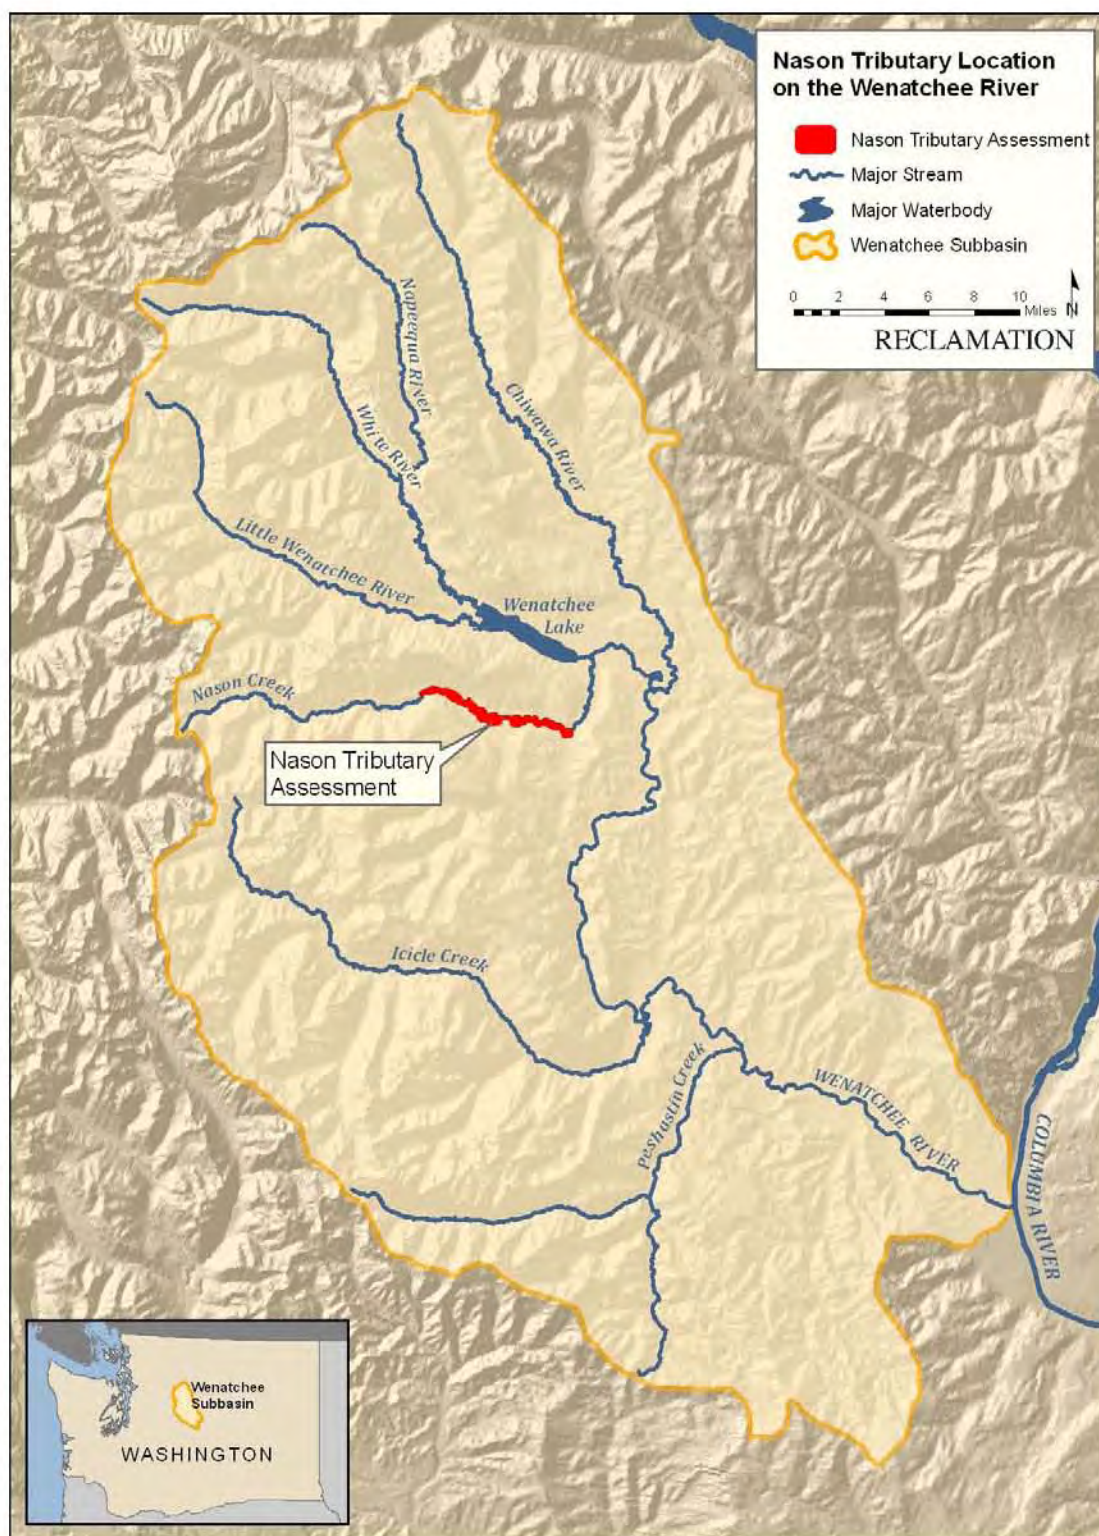 Nason Tributary Location
on the Wenatchee River
Nason Tributary Assessment
Major Stream
Major Waterbody
Wenatchee Subbasin
0 2 4 6 8 10
Miles N
RECLAMATION
Napeequa River
Chiwawa River
White River
Little Wenatchee River
Wenatchee
Lake
Nason Creek
Nason Tributary
Assessment
Icicle Creek
Peshastin Creek
WENATCHEE RIVER
COLUMBIA RIVER
Wenatchee
Subbasin
WASHINGTON